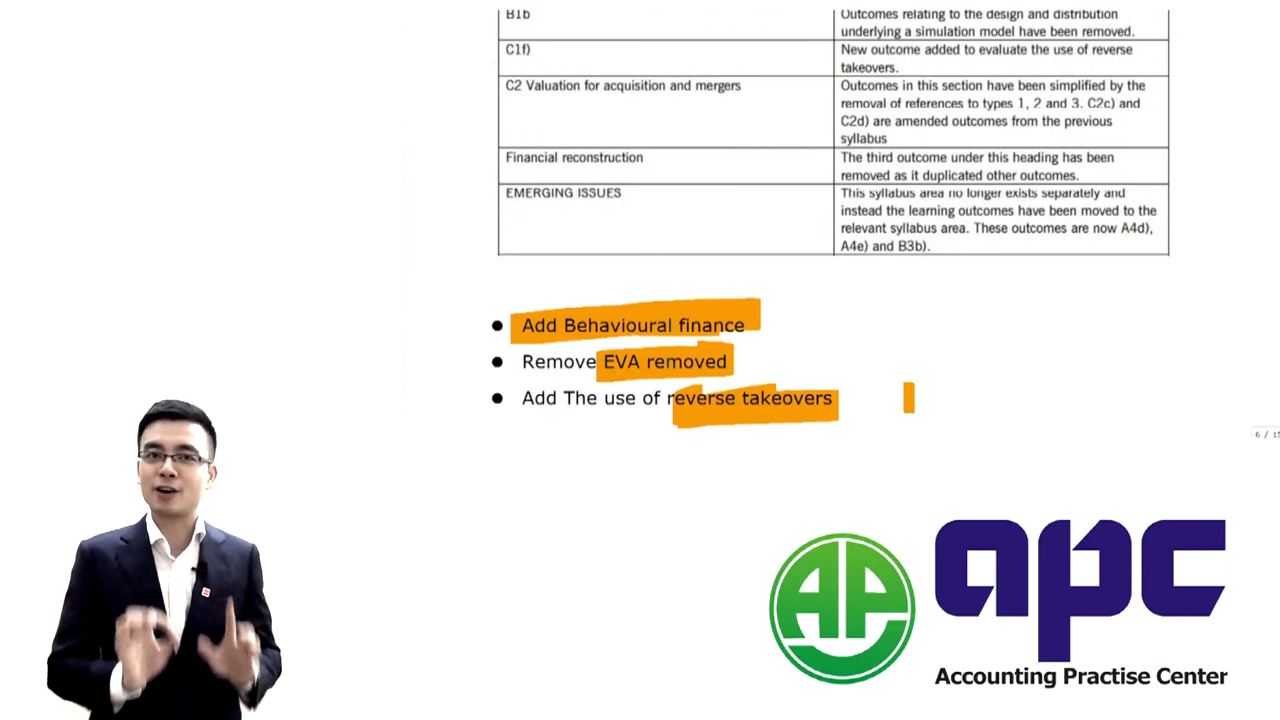 B1b
Outcomes relating to the design and distribution
underlying a simulation model have been removed.
C1f)
New outcome added to evaluate the use of reverse
takeovers.
C2 Valuation for acquisition and mergers
Outcomes in this section have been simplified by the
removal of references to types 1, 2 and 3. C2c) and
C2d) are amended outcomes from the previous
syllabus
Financial reconstruction
The third outcome under this heading has been
removed as it duplicated other outcomes.
EMERGING ISSUES
This syllabus area no longer exists separately and
instead the learning outcomes have been moved to the
relevant syllabus area. These outcomes are now A4d),
A4e) and B3b).
● Add Behavioural finance
● Remove EVA removed
● Add The use of reverse takeovers
6 / 
AP
apc
Accounting Practise Center